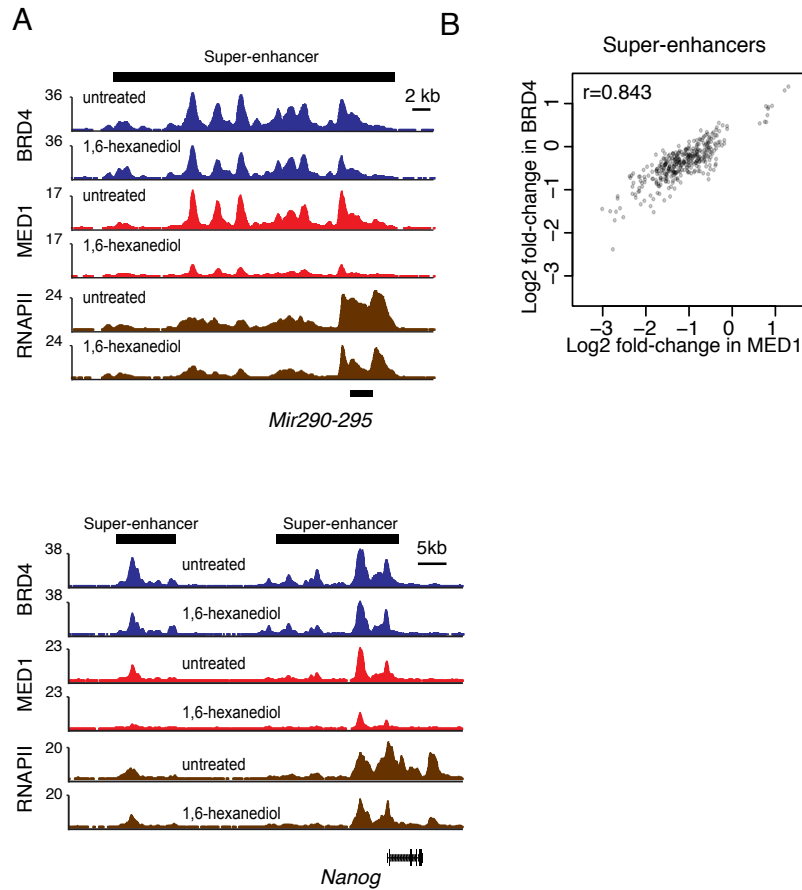 A
Super-enhancer
2 kb
BRD4
36
untreated
36
1,6-hexanediol
MED1
17
untreated
17
1,6-hexanediol
RNAPII
24
untreated
24
1,6-hexanediol
Mir290-295
B
Super-enhancers
r=0.843
Log2 fold-change in BRD4
1
0
−1
−2
−3
−3 −2 −1 0 1
Log2 fold-change in MED1
Super-enhancer Super-enhancer
5kb
BRD4
38
untreated
38
1,6-hexanediol
MED1
23
untreated
23
1,6-hexanediol
RNAPII
20
untreated
20
1,6-hexanediol
Nanog